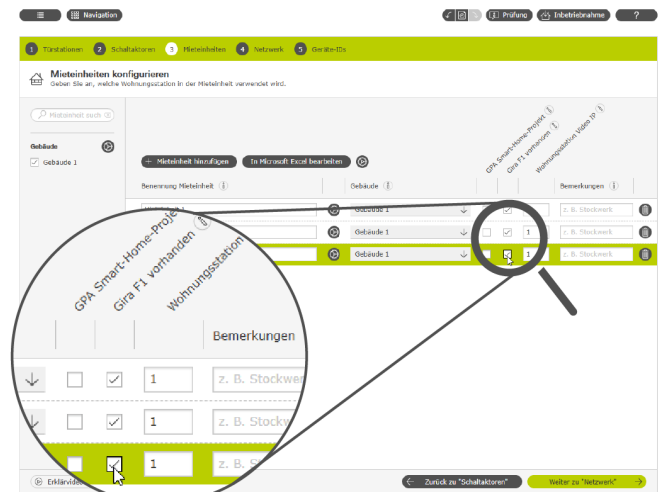 Navigation
Prüfung
Inbetriebnahme
?
1 Türstationen 2 Schaltaktoren 3 Mieteinheiten 4 Netzwerk 5 Geräte-IDs
Mieteinheiten konfigurieren
Geben Sie an, welche Wohnungsstation in der Mieteinheit verwendet wird.
Mieteinheit such
Gebäude
Gebäude 1
+ Mieteinheit hinzufügen
In Microsoft Excel bearbeiten
GPA Smart-Home-Projekt
Gira F1 vorhanden
Wohnungsstation Video IP
Benennung Mieteinheit
Gebäude
Bemerkungen
Gebäude 1
z. B. Stockwerk
Gebäude 1
1
z. B. Stockwerk
Gebäude 1
1
z. B. Stockwerk
GPA Smart-Home-Projekt
Gira F1 vorhanden
Wohnungsstation
Bemerkungen
1
z. B. Stockwer
1
z. B. Stockw
1
z. B. S
Erklärvide
Zurück zu "Schaltaktoren"
Weiter zu "Netzwerk"